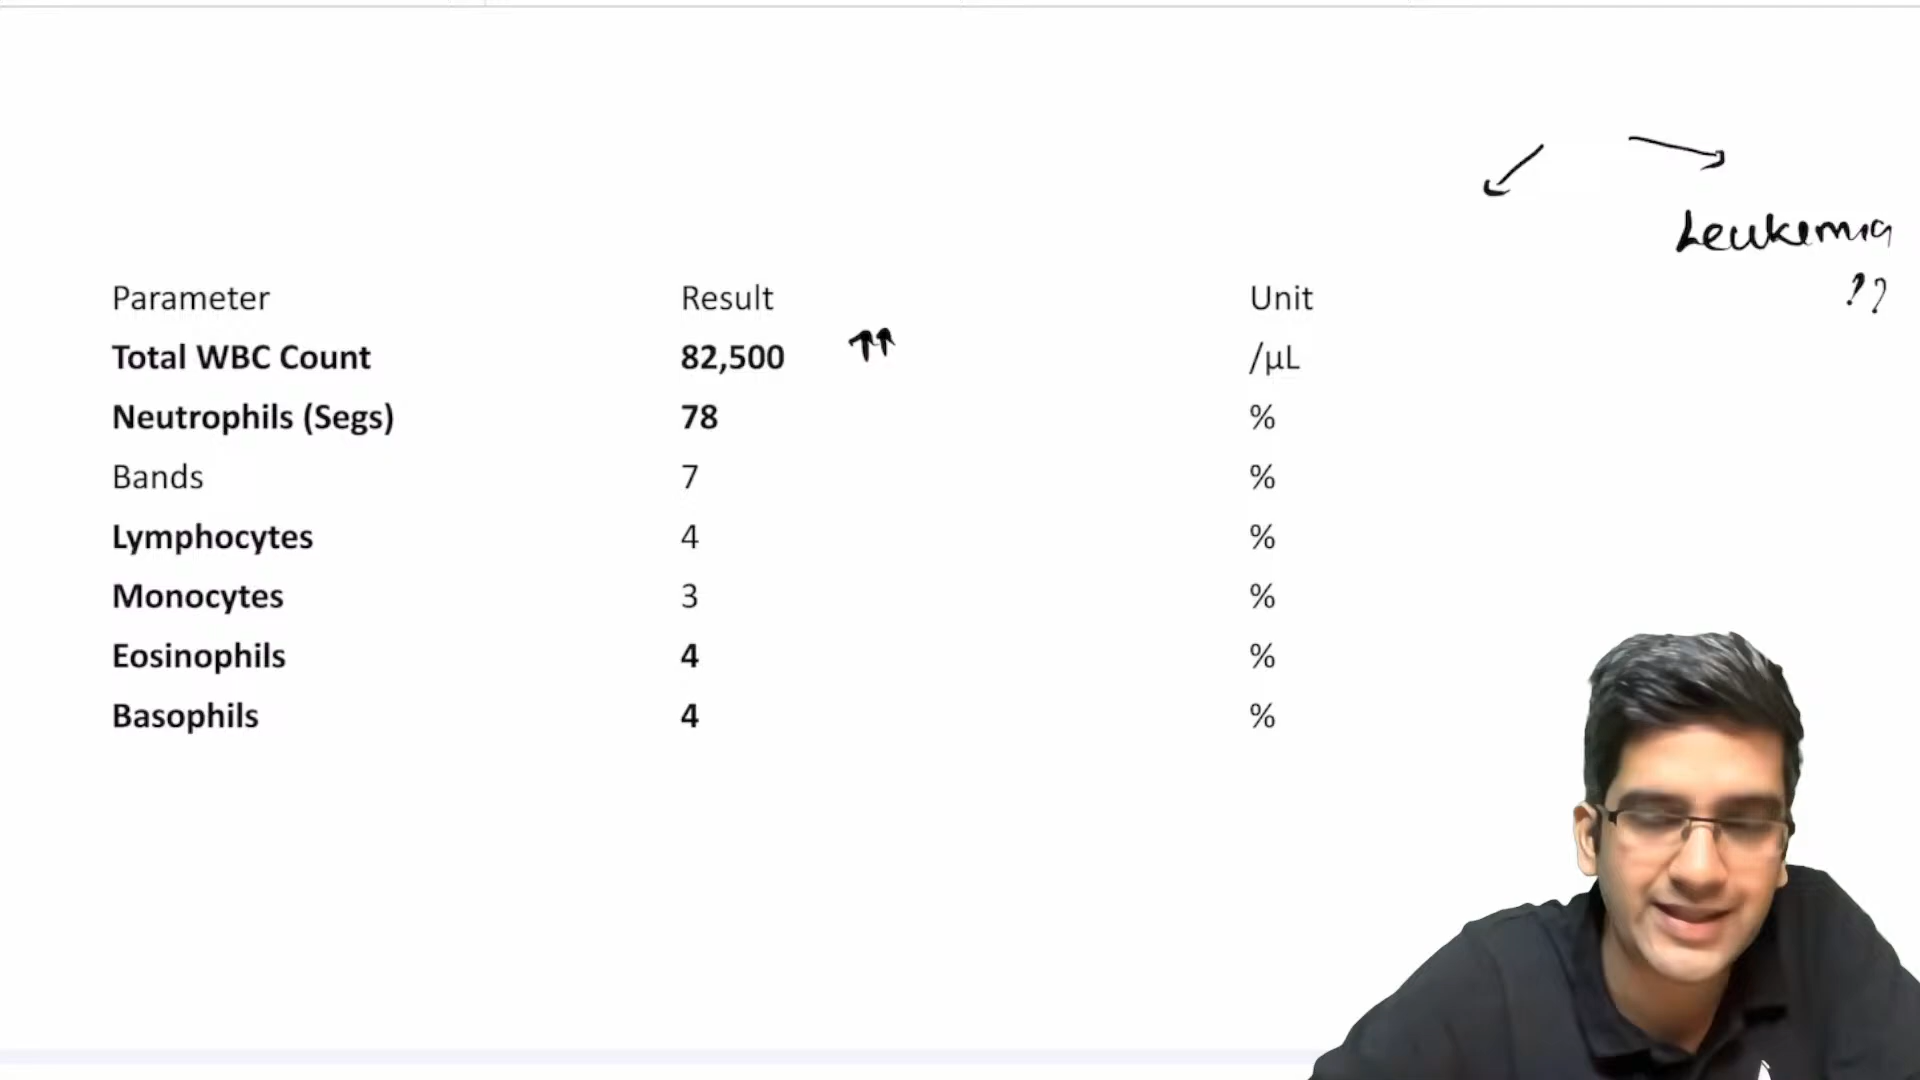 Leukemia
??
Parameter Result Unit
Total WBC Count 82,500 ↑↑ /µL
Neutrophils (Segs) 78 %
Bands 7 %
Lymphocytes 4 %
Monocytes 3 %
Eosinophils 4 %
Basophils 4 %